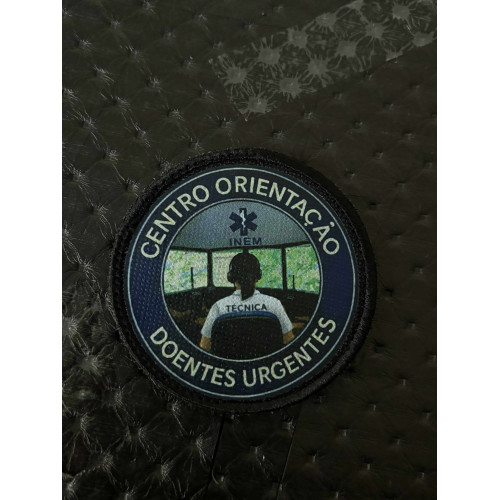 CENTRO ORIENTAÇÃO
INEM
TÉCNICA
DOENTES URGENTES